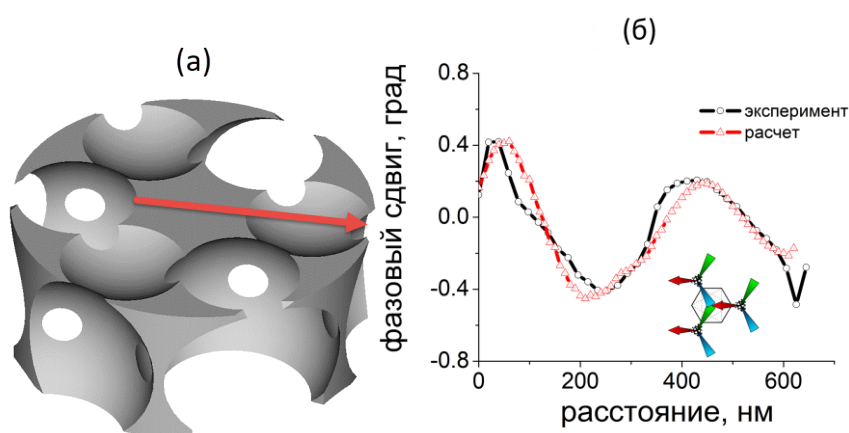 (а)
(б)
фазовый сдвиг, град
0.8
0.4
0.0
-0.4
-0.8
эксперимент
расчет
0
200
400
600
расстояние, нм